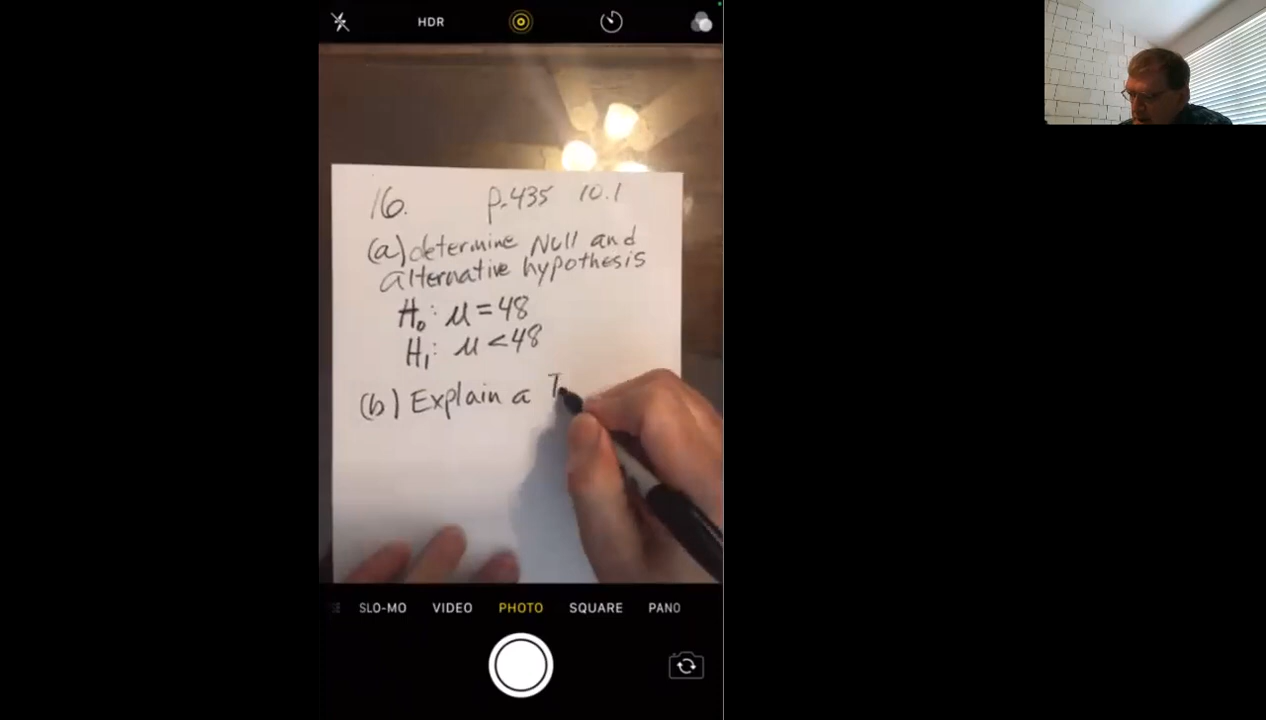 HDR
16. p.435 10.1
(a) determine Null and
alternative hypothesis
H₀: μ = 48
H₁: μ < 48
(b) Explain a T
SLO-MO VIDEO PHOTO SQUARE PANO